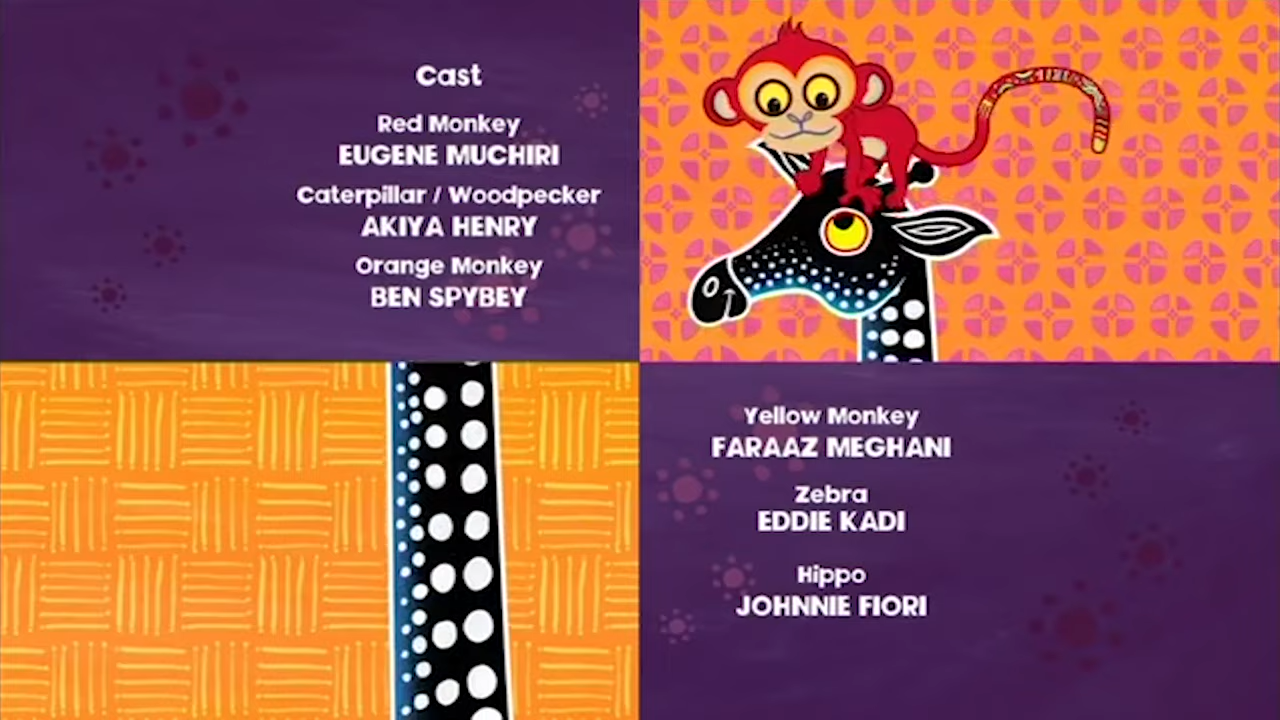 Cast
Red Monkey
EUGENE MUCHIRI
Caterpillar / Woodpecker
AKIYA HENRY
Orange Monkey
BEN SPYBEY
Yellow Monkey
FARAAZ MEGHANI
Zebra
EDDIE KADI
Hippo
JOHNNIE FIORI